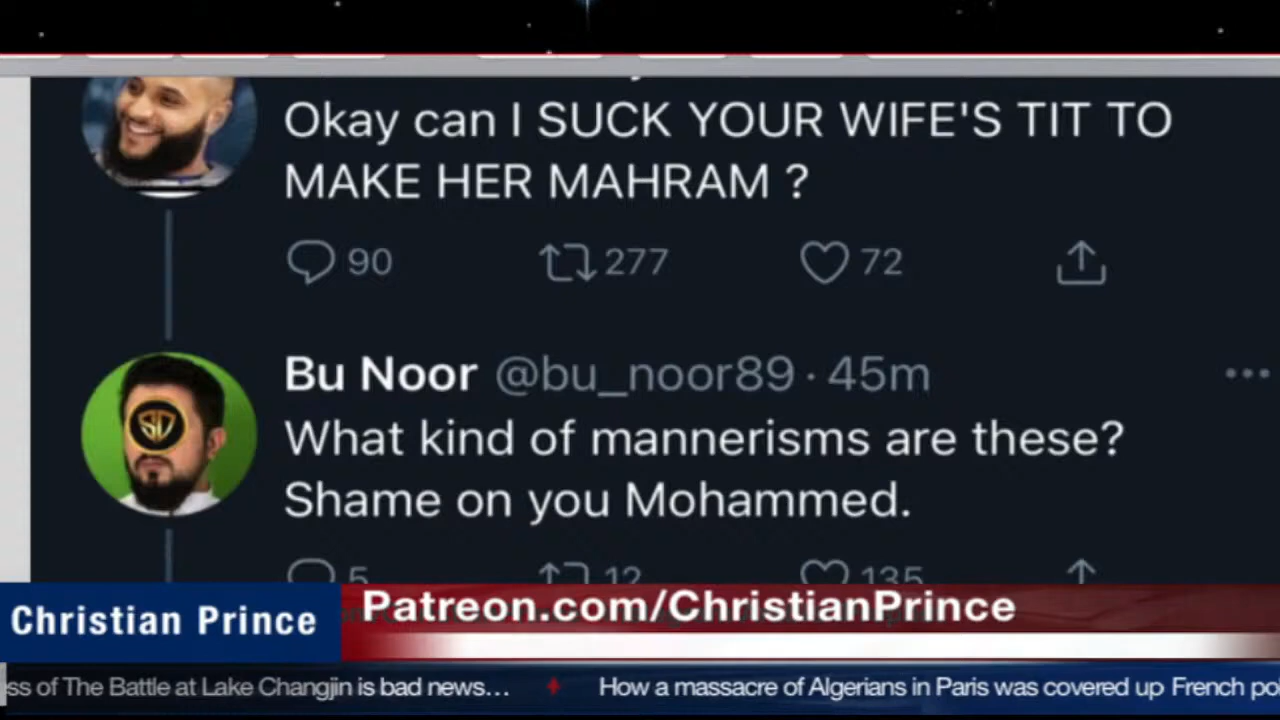 Okay can I SUCK YOUR WIFE'S TIT TO
MAKE HER MAHRAM ?
90 277 72
Bu Noor @bu_noor89 · 45m
What kind of mannerisms are these?
Shame on you Mohammed.
5 12 135
Christian Prince
Patreon.com/ChristianPrince
ss of The Battle at Lake Changjin is bad news… How a massacre of Algerians in Paris was covered up French pol